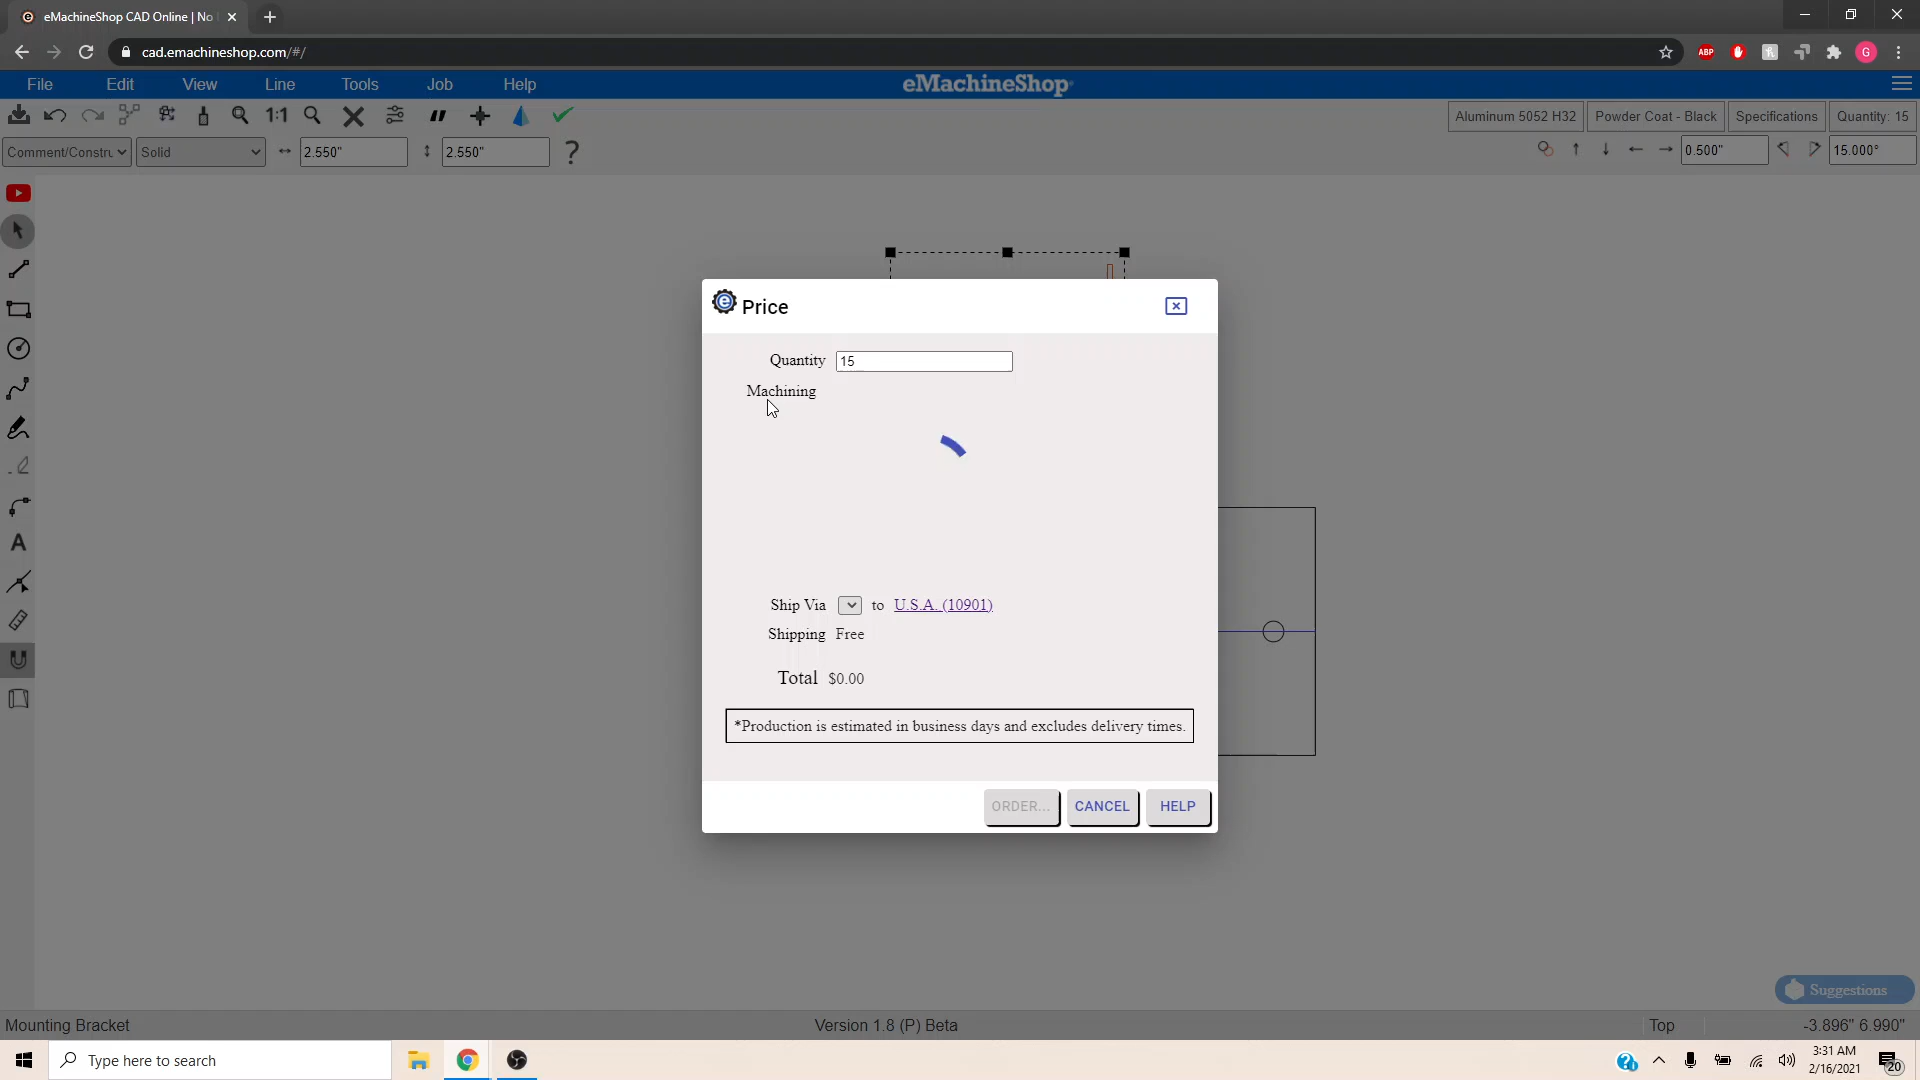 eMachineShop CAD Online | No
cad.emachineshop.com/#/
ABP
G
File Edit View Line Tools Job Help
eMachineShop
1:1
Aluminum 5052 H32 Powder Coat - Black Specifications Quantity: 15
Comment/Constru Solid 2.550" 2.550" ? 0.500" 15.000°
Price
Quantity 15
Machining
Ship Via to U.S.A. (10901)
Shipping Free
Total $0.00
*Production is estimated in business days and excludes delivery times.
ORDER... CANCEL HELP
A
Suggestions
Mounting Bracket Version 1.8 (P) Beta Top -3.896" 6.990"
Type here to search
3:31 AM
2/16/2021
20